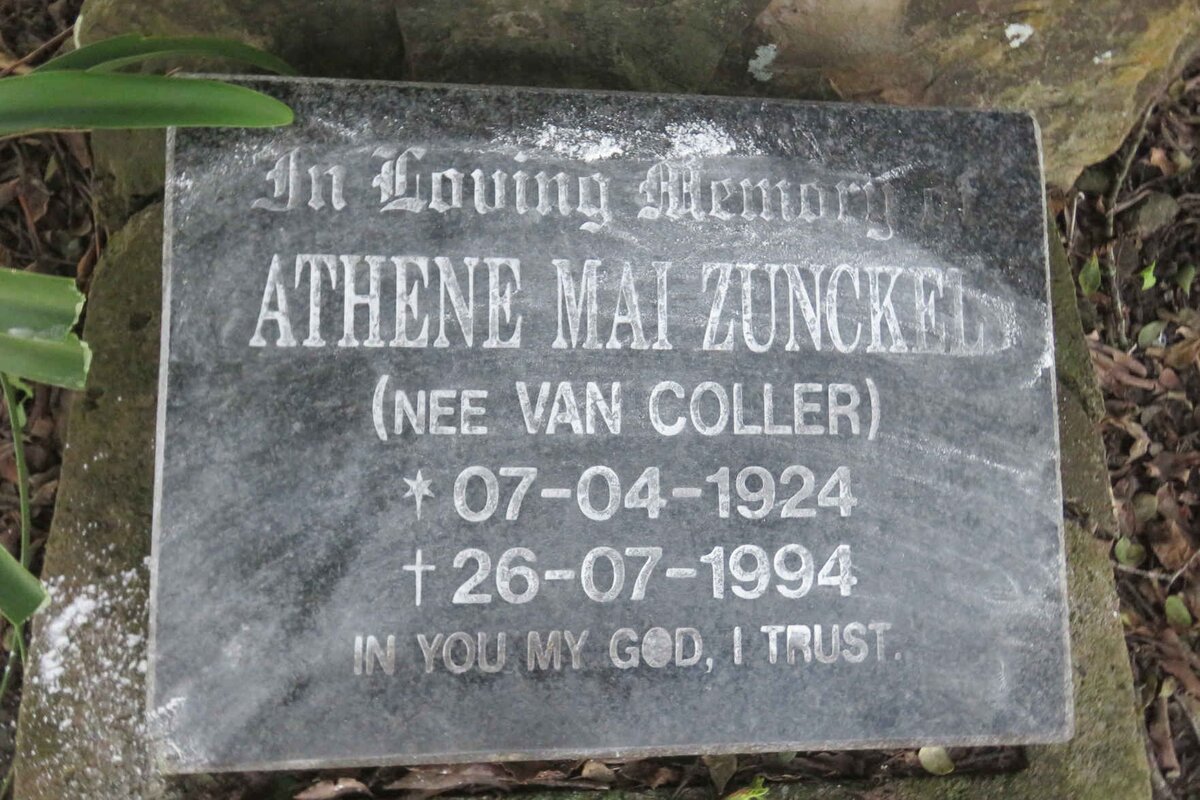 In Loving Memory of
ATHENE MAI ZUNCKEL
(NEE VAN COLLER)
* 07-04-1924
† 26-07-1994
IN YOU MY GOD, I TRUST.